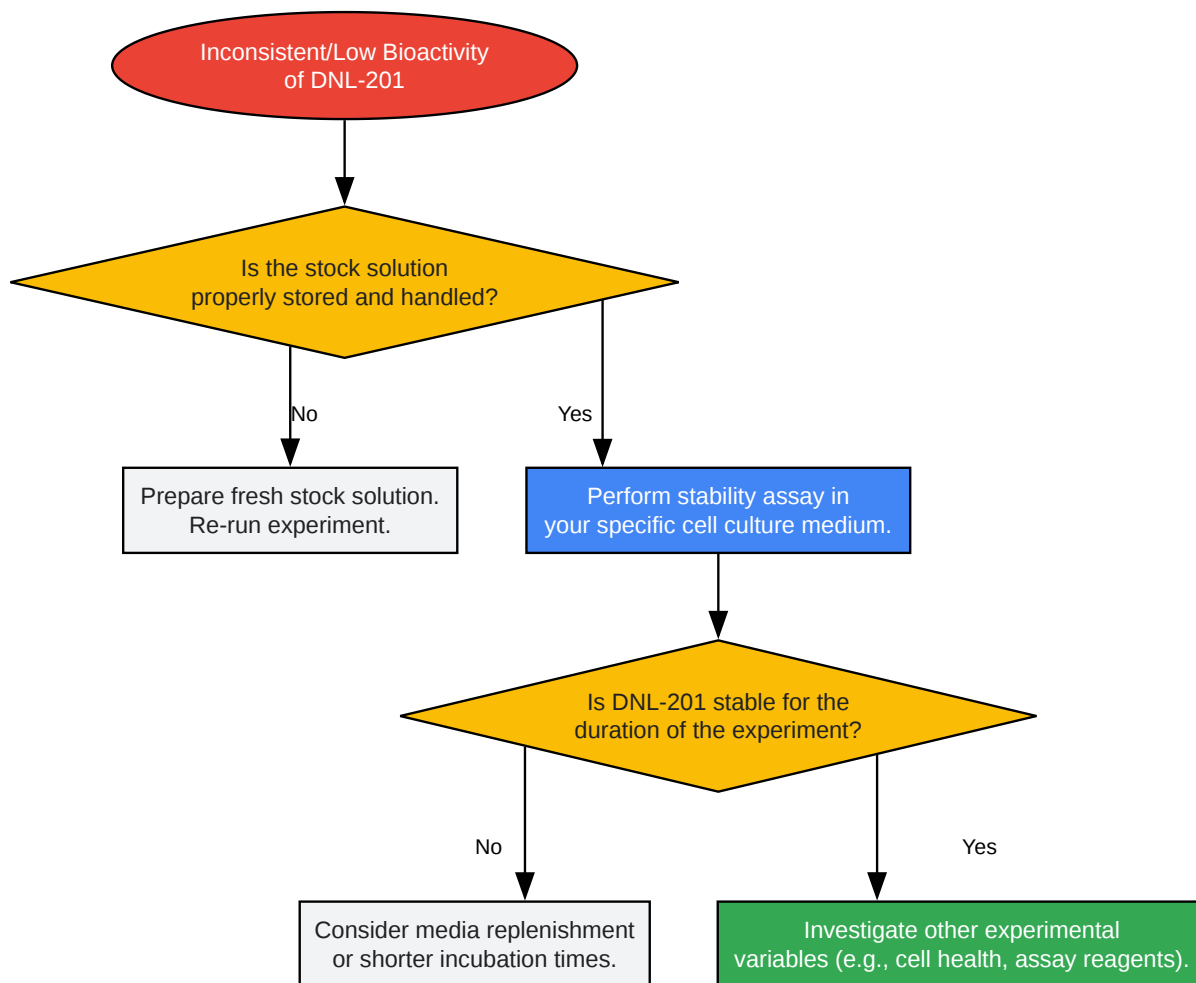 Inconsistent/Low Bioactivity
of DNL-201
Is the stock solution
properly stored and handled?
No
Yes
Prepare fresh stock solution.
Re-run experiment.
Perform stability assay in
your specific cell culture medium.
Is DNL-201 stable for the
duration of the experiment?
No
Yes
Consider media replenishment
or shorter incubation times.
Investigate other experimental
variables (e.g., cell health, assay reagents).